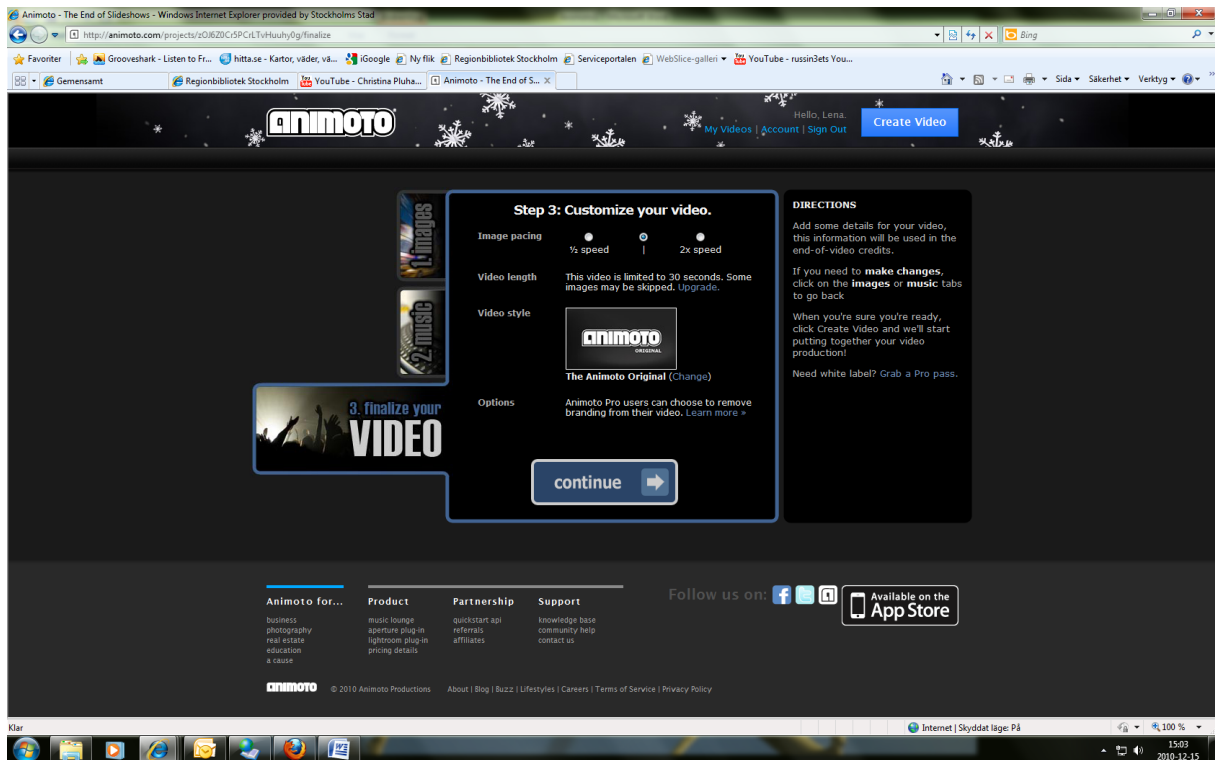 Animoto - The End of Slideshows - Windows Internet Explorer provided by Stockholms Stad
http://animoto.com/projects/zOJ6Z0Cr5PCrLTvHuuhy0g/finalize
Bing
Favoriter
Grooveshark - Listen to Fr...
hitta.se - Kartor, väder, vä...
iGoogle
Ny flik
Regionbibliotek Stockholm
Serviceportalen
WebSlice-galleri
YouTube - russin3ets You...
Gemensamt
Regionbibliotek Stockholm
YouTube - Christina Pluha...
Animoto - The End of S...
Sida
Säkerhet
Verktyg
ANIMOTO
Hello, Lena.
My Videos | Account | Sign Out
Create Video
1. images
2. music
3. finalize your
VIDEO
Step 3: Customize your video.
Image pacing
½ speed
|
2x speed
Video length
This video is limited to 30 seconds. Some
images may be skipped. Upgrade.
Video style
ANIMOTO
ORIGINAL
The Animoto Original (Change)
Options
Animoto Pro users can choose to remove
branding from their video. Learn more »
continue
DIRECTIONS
Add some details for your video,
this information will be used in the
end-of-video credits.
If you need to make changes,
click on the images or music tabs
to go back
When you're sure you're ready,
click Create Video and we'll start
putting together your video
production!
Need white label? Grab a Pro pass.
Animoto for...
business
photography
real estate
education
a cause
Product
music lounge
aperture plug-in
lightroom plug-in
pricing details
Partnership
quickstart api
referrals
affiliates
Support
knowledge base
community help
contact us
Follow us on:
Available on the
App Store
ANIMOTO
© 2010 Animoto Productions
About | Blog | Buzz | Lifestyles | Careers | Terms of Service | Privacy Policy
Klar
Internet | Skyddat läge: På
100 %
15:03
2010-12-15